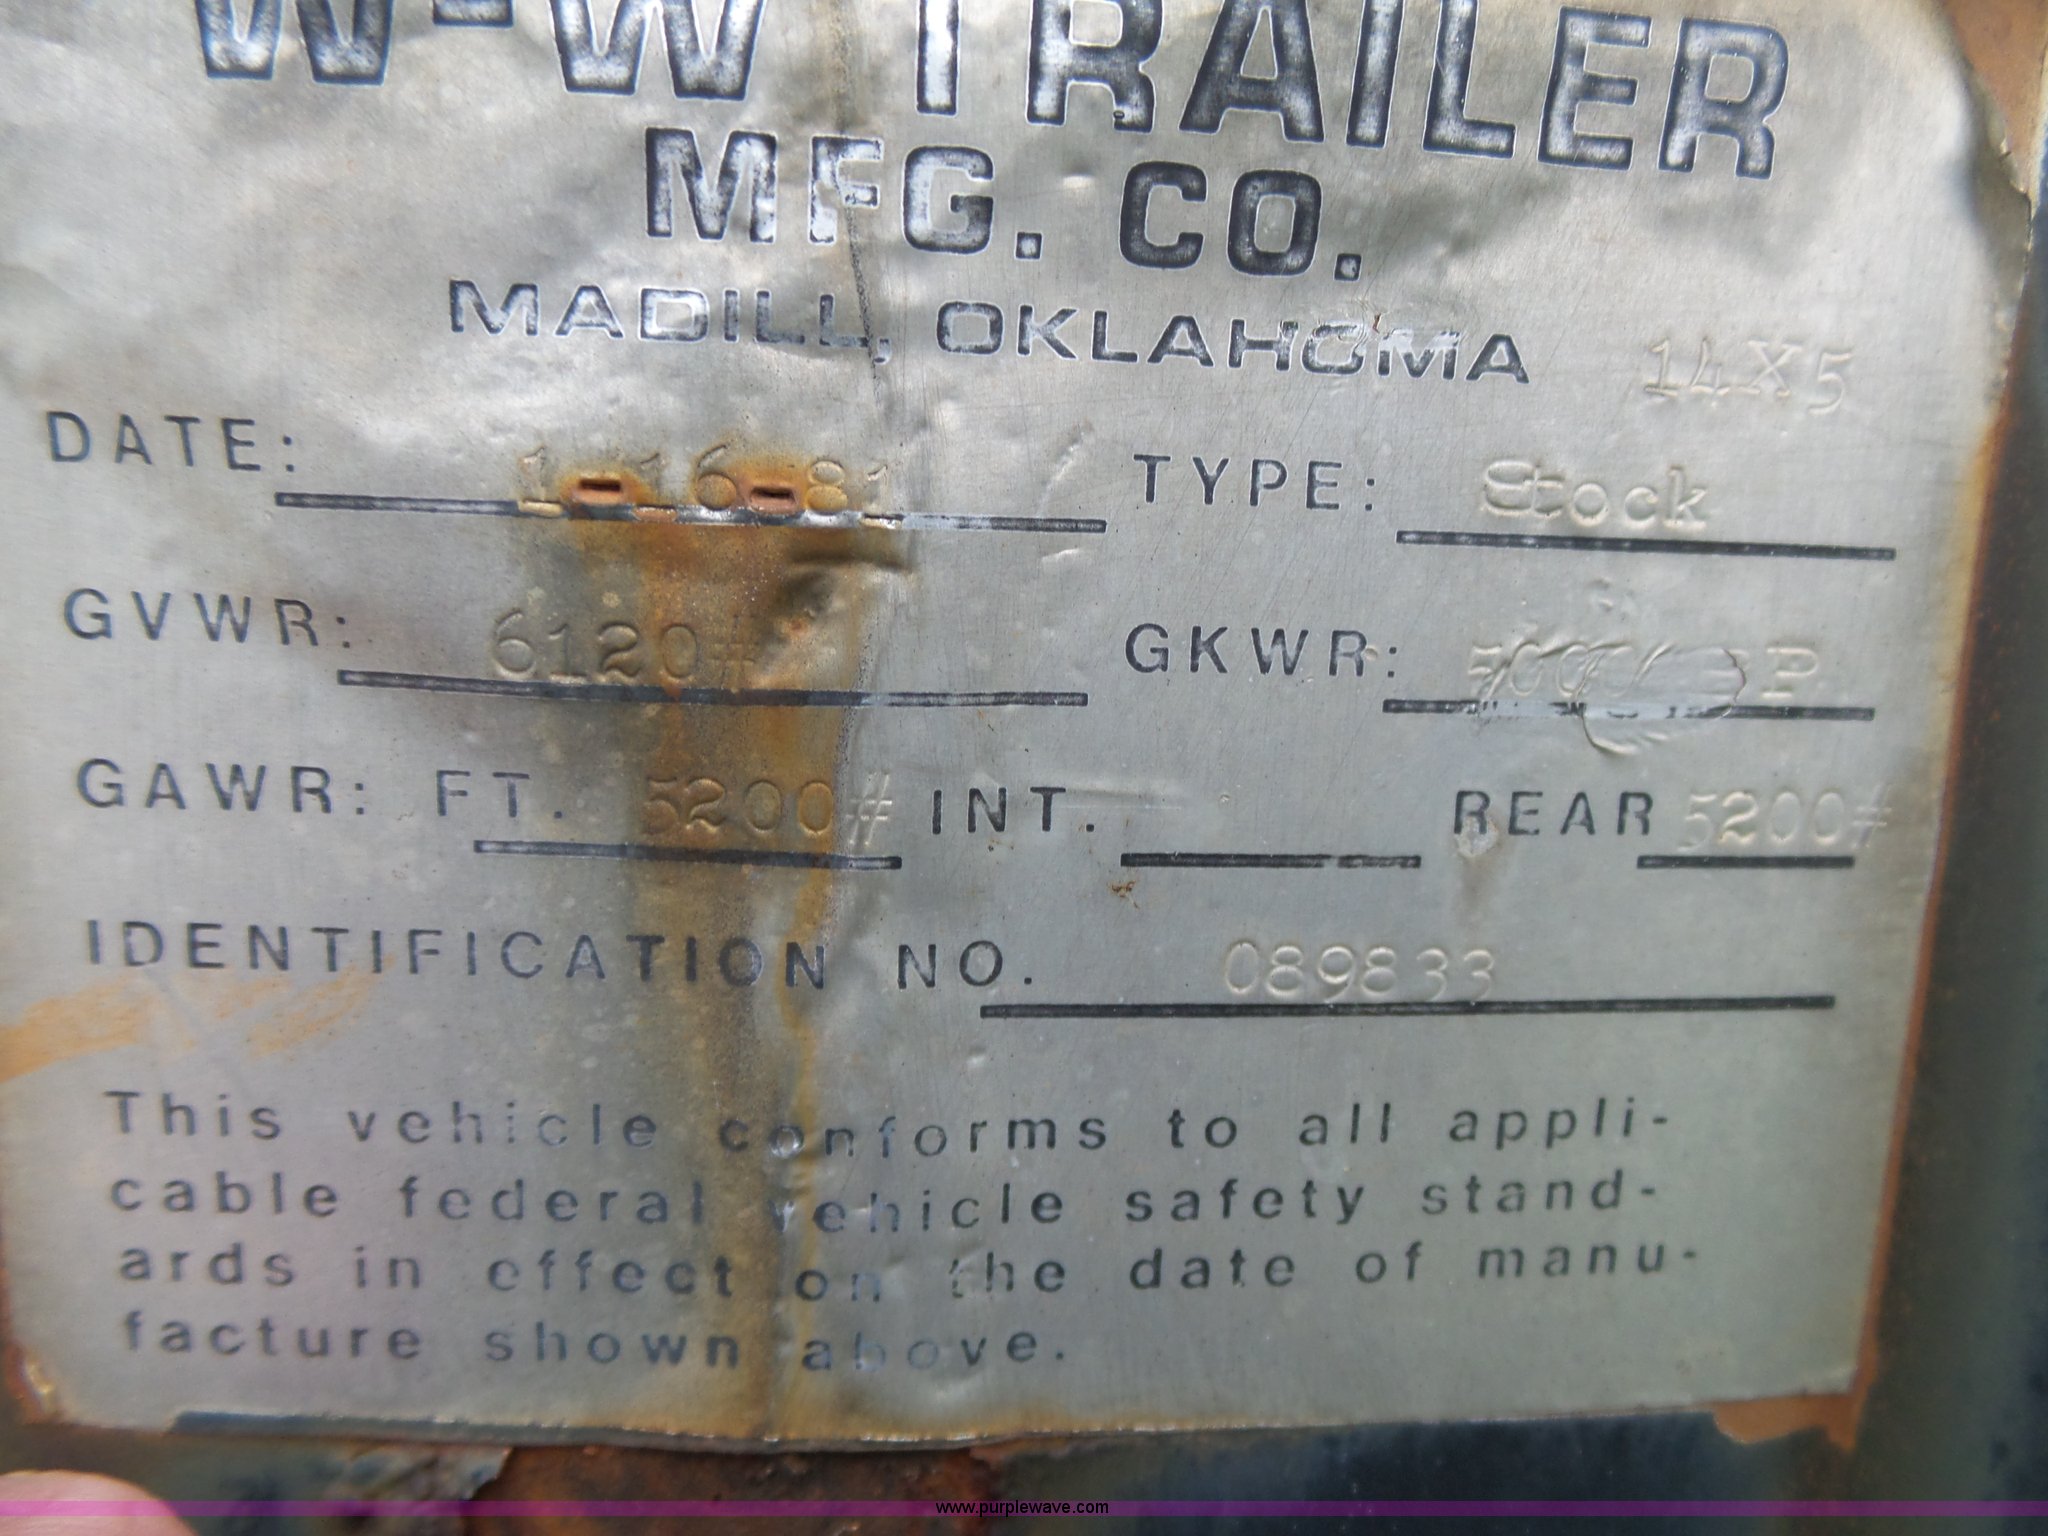 W-W TRAILER
MFG. CO.
MADILL, OKLAHOMA
14X5
DATE: 1-16-81 TYPE: Stock
GVWR: 6120# GKWR:
GAWR: FT. 5200# INT. REAR 5200#
IDENTIFICATION NO. 089833
This vehicle conforms to all appli-
cable federal vehicle safety stand-
ards in effect on the date of manu-
facture shown above.
www.purplewave.com